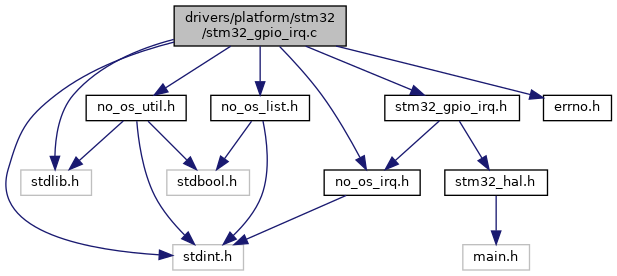 drivers/platform/stm32
/stm32_gpio_irq.c
no_os_util.h
no_os_list.h
stm32_gpio_irq.h
errno.h
stdlib.h
stdbool.h
no_os_irq.h
stm32_hal.h
stdint.h
main.h